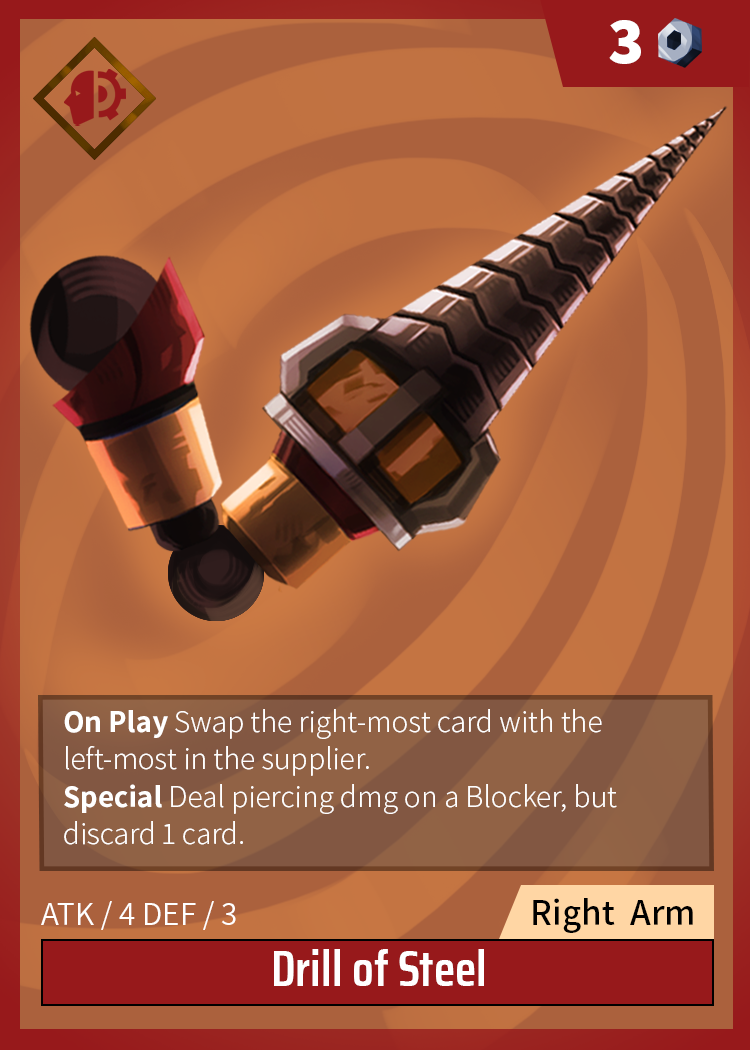 3
On Play Swap the right-most card with the
left-most in the supplier.
Special Deal piercing dmg on a Blocker, but
discard 1 card.
ATK / 4 DEF / 3
Right Arm
Drill of Steel